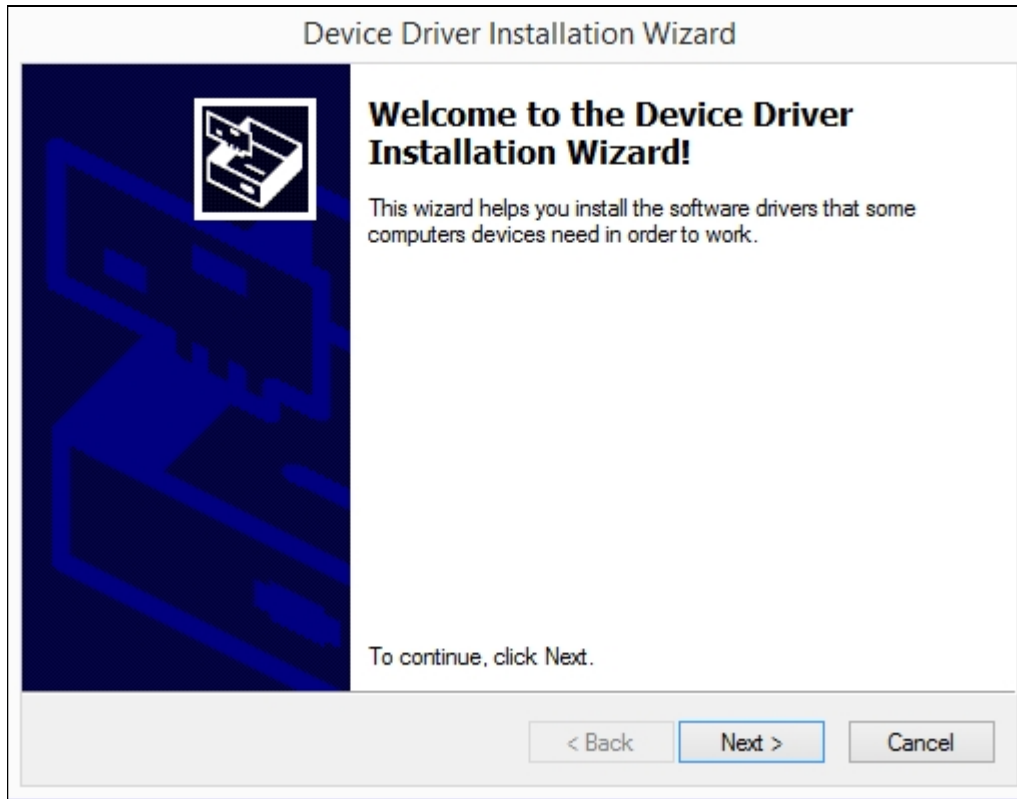 Device Driver Installation Wizard
Welcome to the Device Driver
Installation Wizard!
This wizard helps you install the software drivers that some
computers devices need in order to work.
To continue, click Next.
< Back
Next >
Cancel